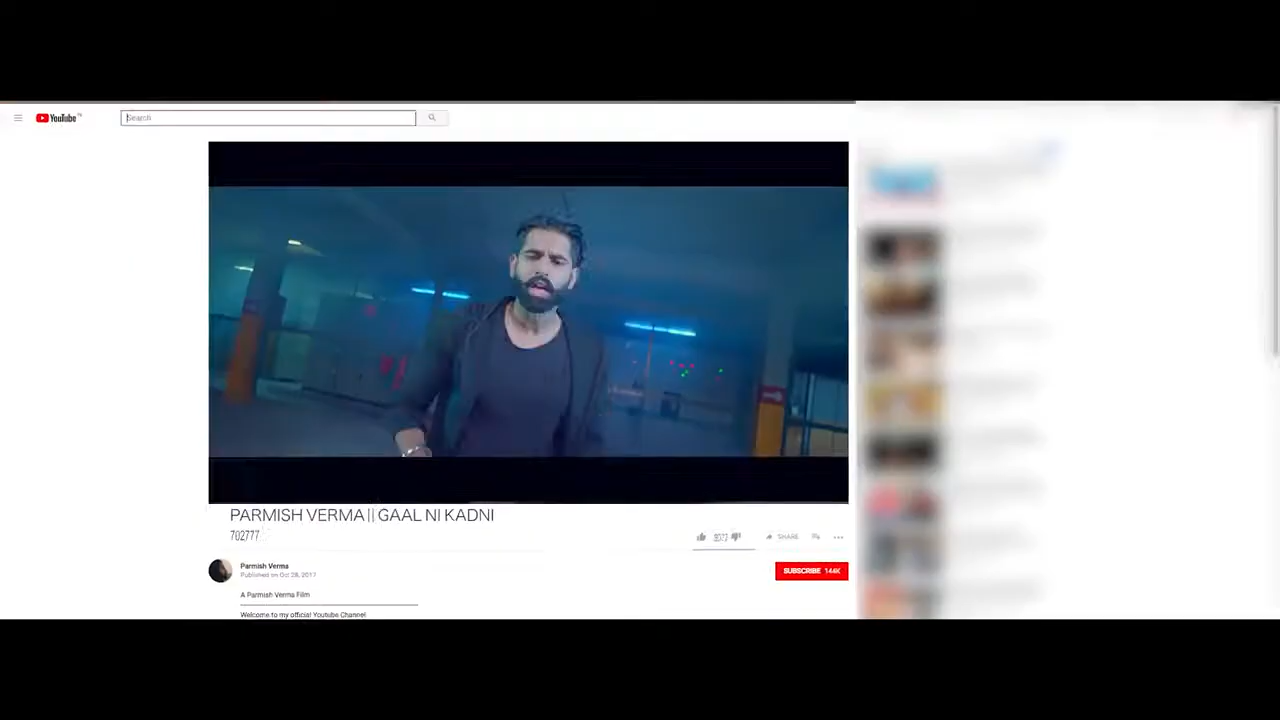 YouTube
Search
PARMISH VERMA || GAAL NI KADNI
702777
SHARE
Parmish Verma
Published on Oct 28, 2017
SUBSCRIBE 144K
A Parmish Verma Film
Welcome to my official Youtube Channel